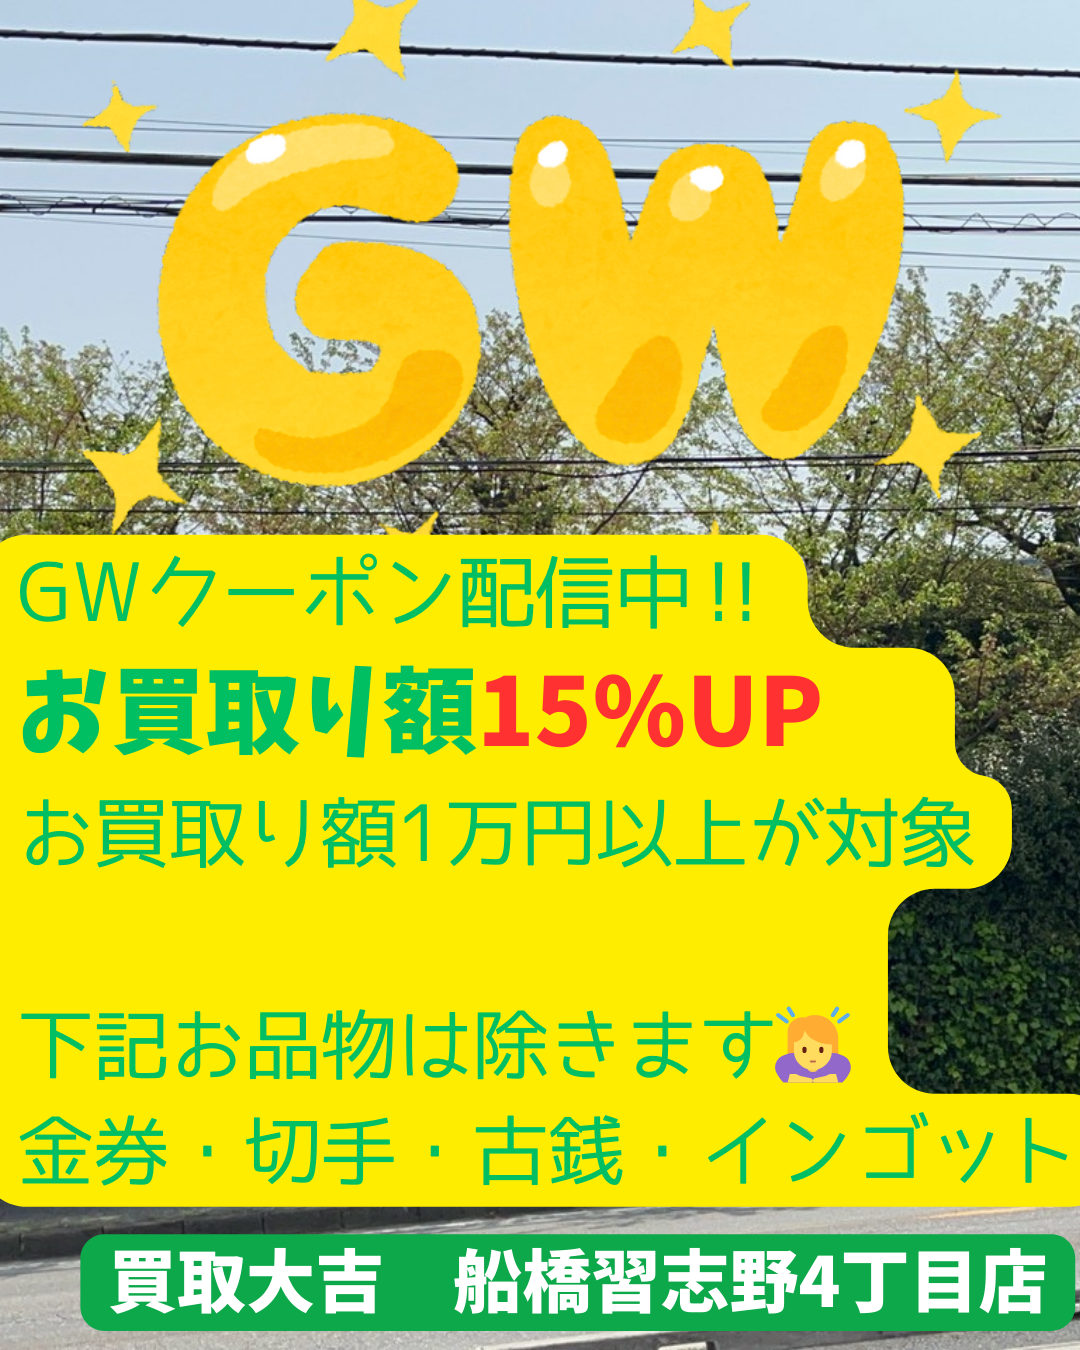 GW
GWクーポン配信中!!
お買取り額15%UP
お買取り額1万円以上が対象
下記お品物は除きます🙇
金券・切手・古銭・インゴット
買取大吉　船橋習志野4丁目店